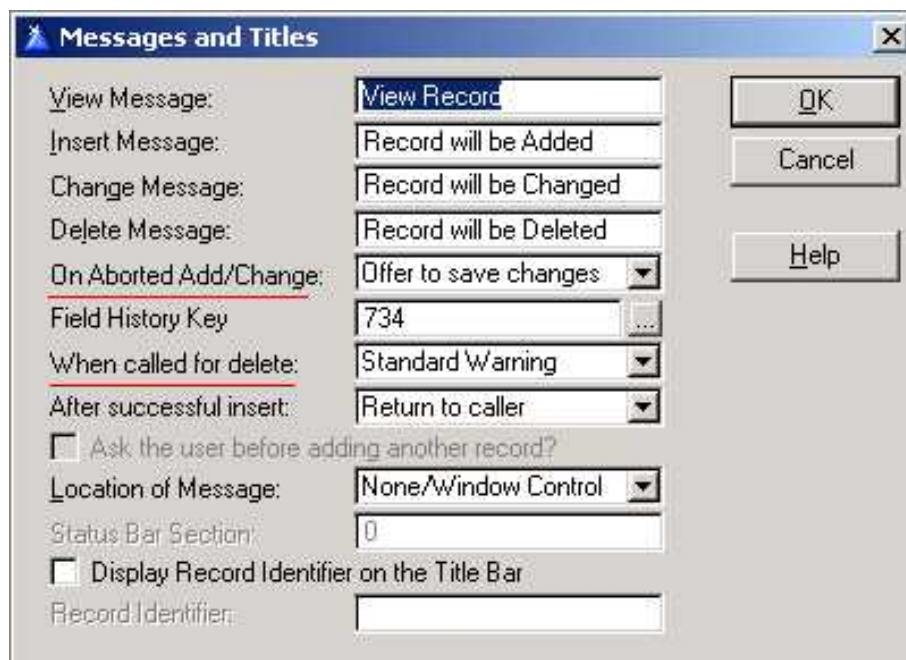 Messages and Titles
View Message: View Record
OK
Insert Message: Record will be Added
Cancel
Change Message: Record will be Changed
Delete Message: Record will be Deleted
Help
On Aborted Add/Change: Offer to save changes
Field History Key 734 ...
When called for delete: Standard Warning
After successful insert: Return to caller
Ask the user before adding another record?
Location of Message: None/Window Control
Status Bar Section: 0
Display Record Identifier on the Title Bar
Record Identifier: